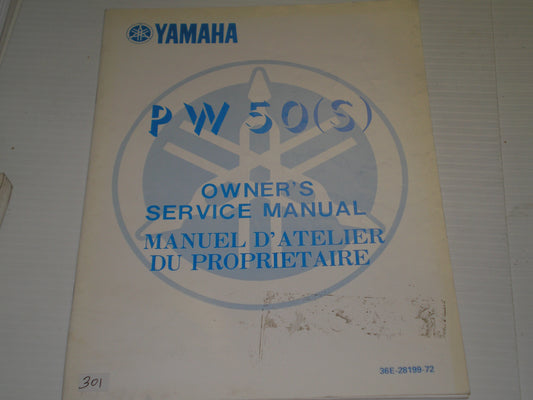 YAMAHA
PW 50(S)
OWNER'S
SERVICE MANUAL
MANUEL D'ATELIER
DU PROPRIETAIRE
36E-28199-72
301